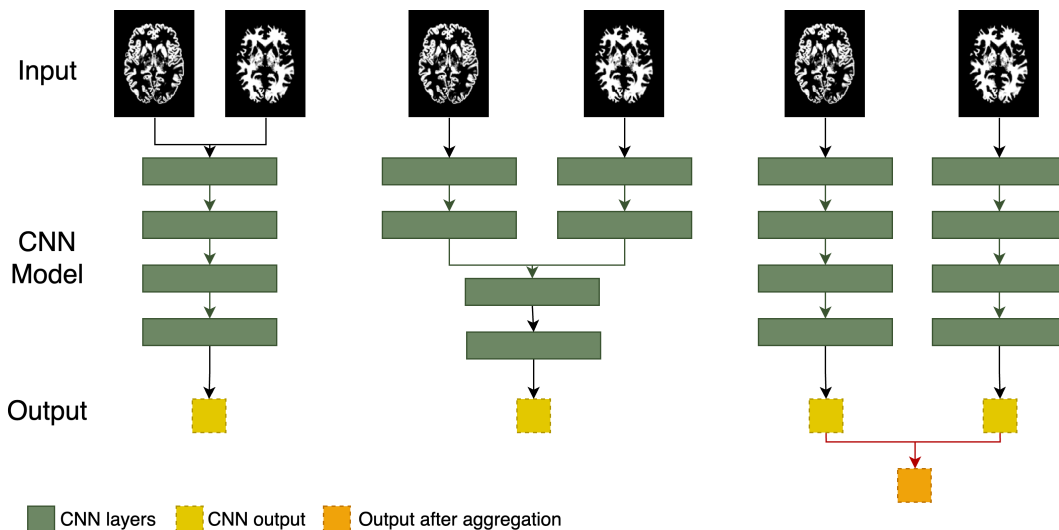 Input
CNN
Model
Output
CNN layers
CNN output
Output after aggregation